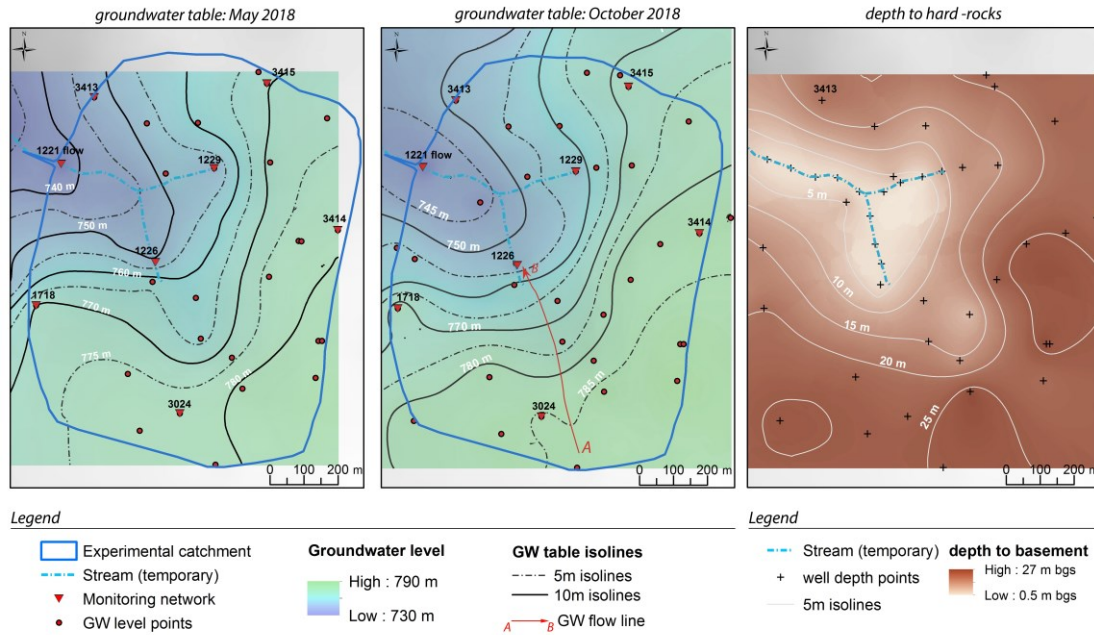 groundwater table: May 2018
N
3415
3413
1221 flow
1229
740 m
750 m
3414
1226
760 m
1718
770 m
775 m
780 m
3024
0 100 200 m
groundwater table: October 2018
N
3415
3413
1221 flow
1229
745 m
3414
750 m
1226
B
1718
770 m
780 m
785 m
3024
A
0 100 200 m
depth to hard -rocks
N
3413
5 m
10 m
15 m
20 m
25 m
0 100 200 m
Legend
Experimental catchment
Stream (temporary)
Monitoring network
GW level points
Groundwater level
High : 790 m
Low : 730 m
GW table isolines
5m isolines
10m isolines
A B GW flow line
Legend
Stream (temporary)
well depth points
5m isolines
depth to basement
High : 27 m bgs
Low : 0.5 m bgs